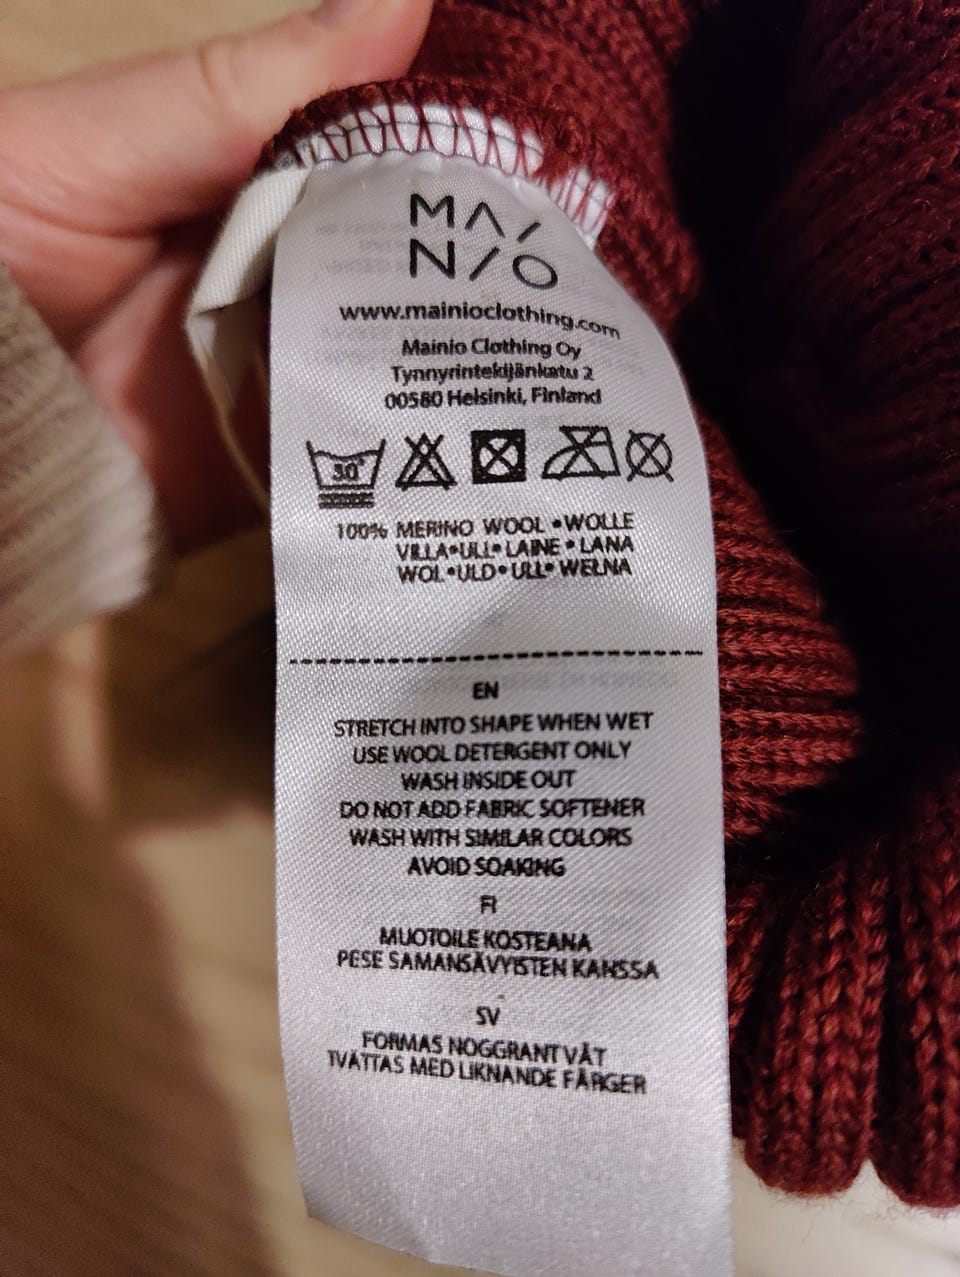 MAI
NIO
www.mainioclothing.com
Mainio Clothing Oy
Tynnyrintekijänkatu 2
00580 Helsinki, Finland
30°
100% MERINO WOOL • WOLLE
VILLA • ULL • LAINE • LANA
WOL • ULD • ULL • WEŁNA
EN
STRETCH INTO SHAPE WHEN WET
USE WOOL DETERGENT ONLY
WASH INSIDE OUT
DO NOT ADD FABRIC SOFTENER
WASH WITH SIMILAR COLORS
AVOID SOAKING
FI
MUOTOILE KOSTEANA
PESE SAMANSÄVYISTEN KANSSA
SV
FORMAS NOGGRANT VÅT
TVÄTTAS MED LIKNANDE FÄRGER